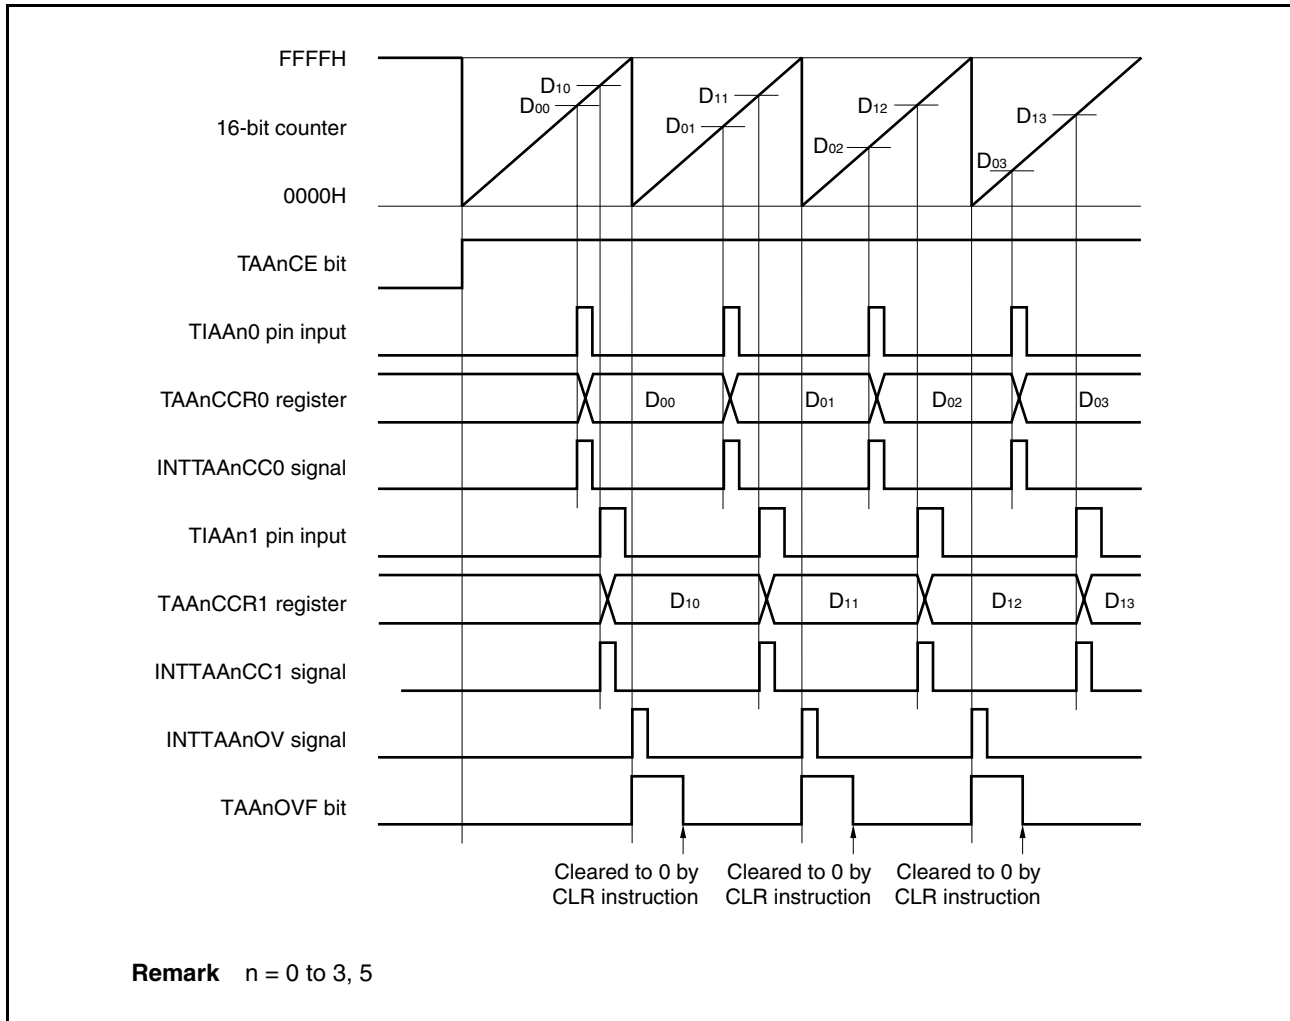 FFFFH
D10
D00
D11
D01
D12
D02
D13
D03
16-bit counter
0000H
TAAnCE bit
TIAAn0 pin input
TAAnCCR0 register
D00
D01
D02
D03
INTTAAnCC0 signal
TIAAn1 pin input
TAAnCCR1 register
D10
D11
D12
D13
INTTAAnCC1 signal
INTTAAnOV signal
TAAnOVF bit
Cleared to 0 by
CLR instruction
Cleared to 0 by
CLR instruction
Cleared to 0 by
CLR instruction
Remark n = 0 to 3, 5